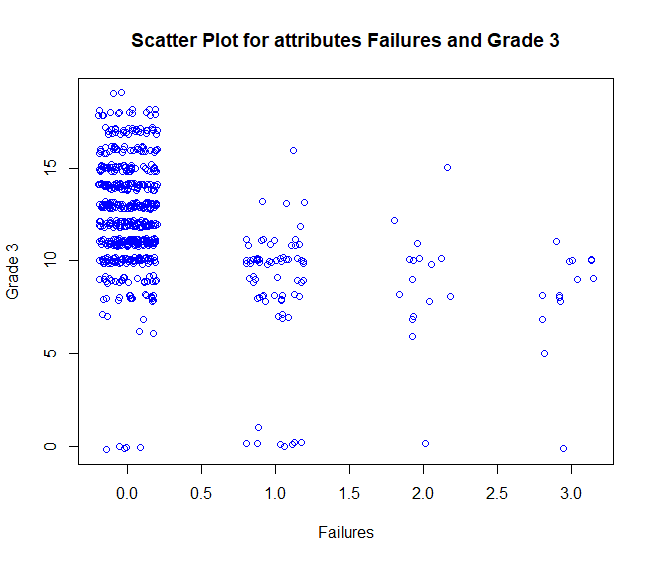 Scatter Plot for attributes Failures and Grade 3
Grade 3
15
10
5
0
0.0 0.5 1.0 1.5 2.0 2.5 3.0
Failures